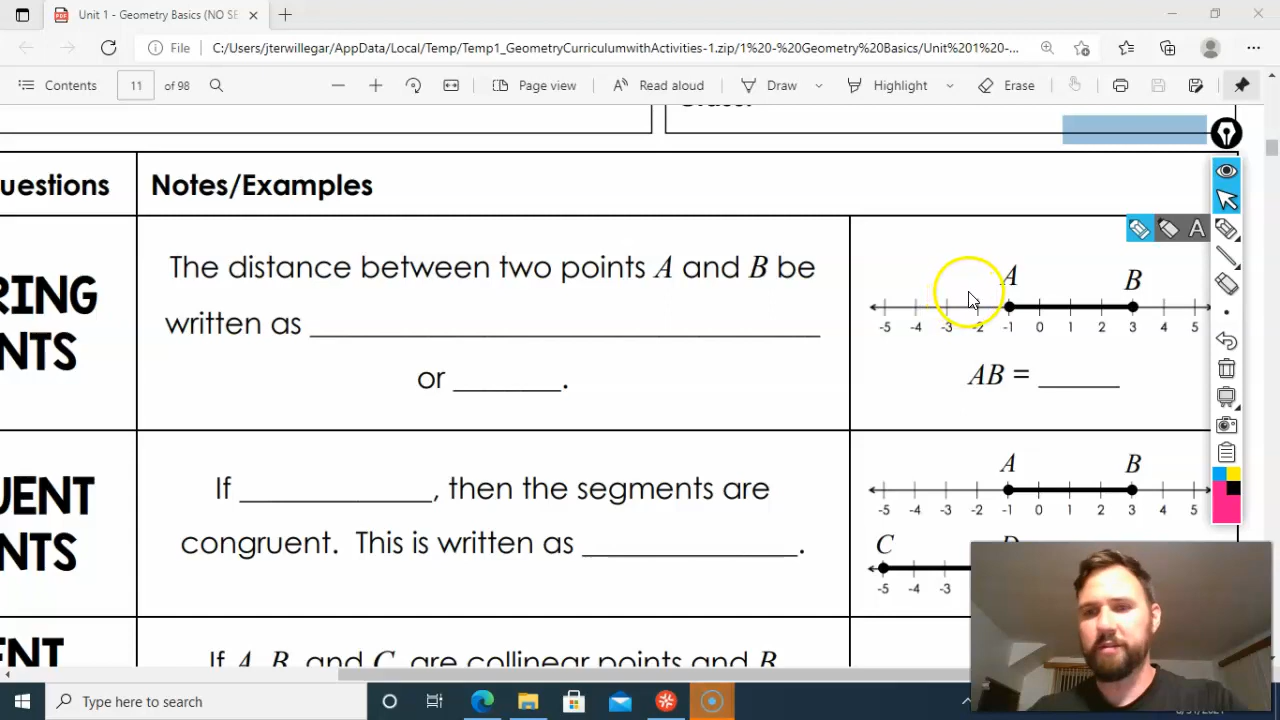 Unit 1 - Geometry Basics (NO SE
File C:/Users/jterwillegar/AppData/Local/Temp/Temp1_GeometryCurriculumwithActivities-1.zip/1%20-%20Geometry%20Basics/Unit%201%20-...
Contents 11 of 98 Page view Read aloud Draw Highlight Erase
uestions Notes/Examples
The distance between two points A and B be
written as ____
or ____.
RING
NTS
A B
-5 -4 -3 -2 -1 0 1 2 3 4 5
AB = ____
If ____, then the segments are
congruent. This is written as ____.
UENT
NTS
A B
-5 -4 -3 -2 -1 0 1 2 3 4 5
C
-5 -4 -3
ENT
If A, B, and C, are collinear points and B
Type here to search